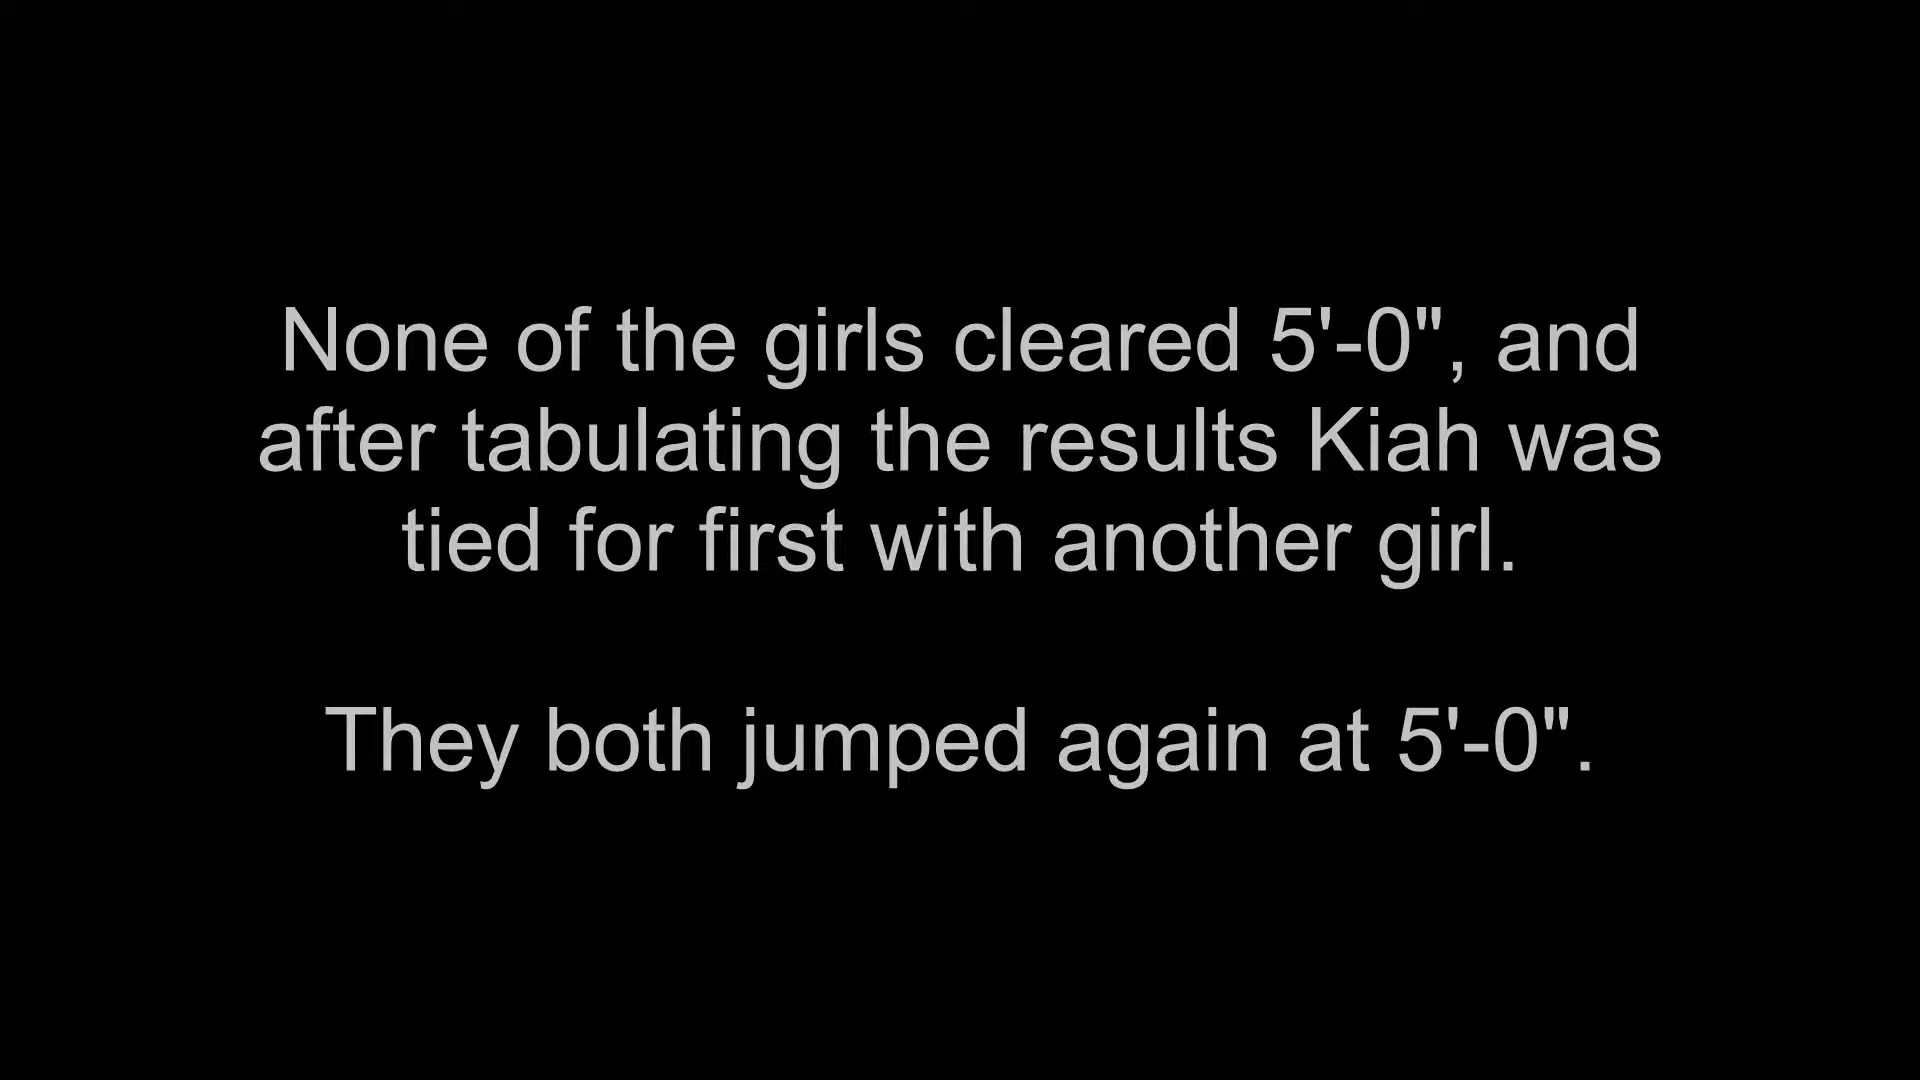 None of the girls cleared 5'-0", and
after tabulating the results Kiah was
tied for first with another girl.
They both jumped again at 5'-0".